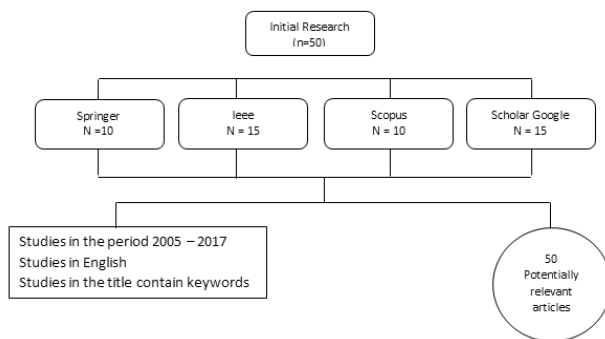 Initial Research
(n=50)
Springer
N =10
Ieee
N = 15
Scopus
N = 10
Scholar Google
N = 15
Studies in the period 2005 – 2017
Studies in English
Studies in the title contain keywords
50
Potentially
relevant
articles